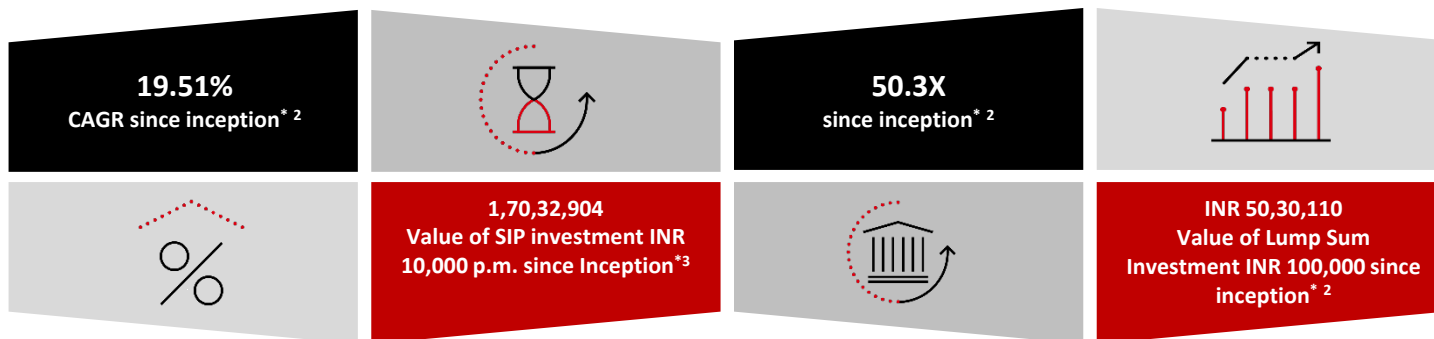 19.51%
CAGR since inception* 2
50.3X
since inception* 2
1,70,32,904
Value of SIP investment INR
10,000 p.m. since Inception*3
INR 50,30,110
Value of Lump Sum
Investment INR 100,000 since
inception* 2